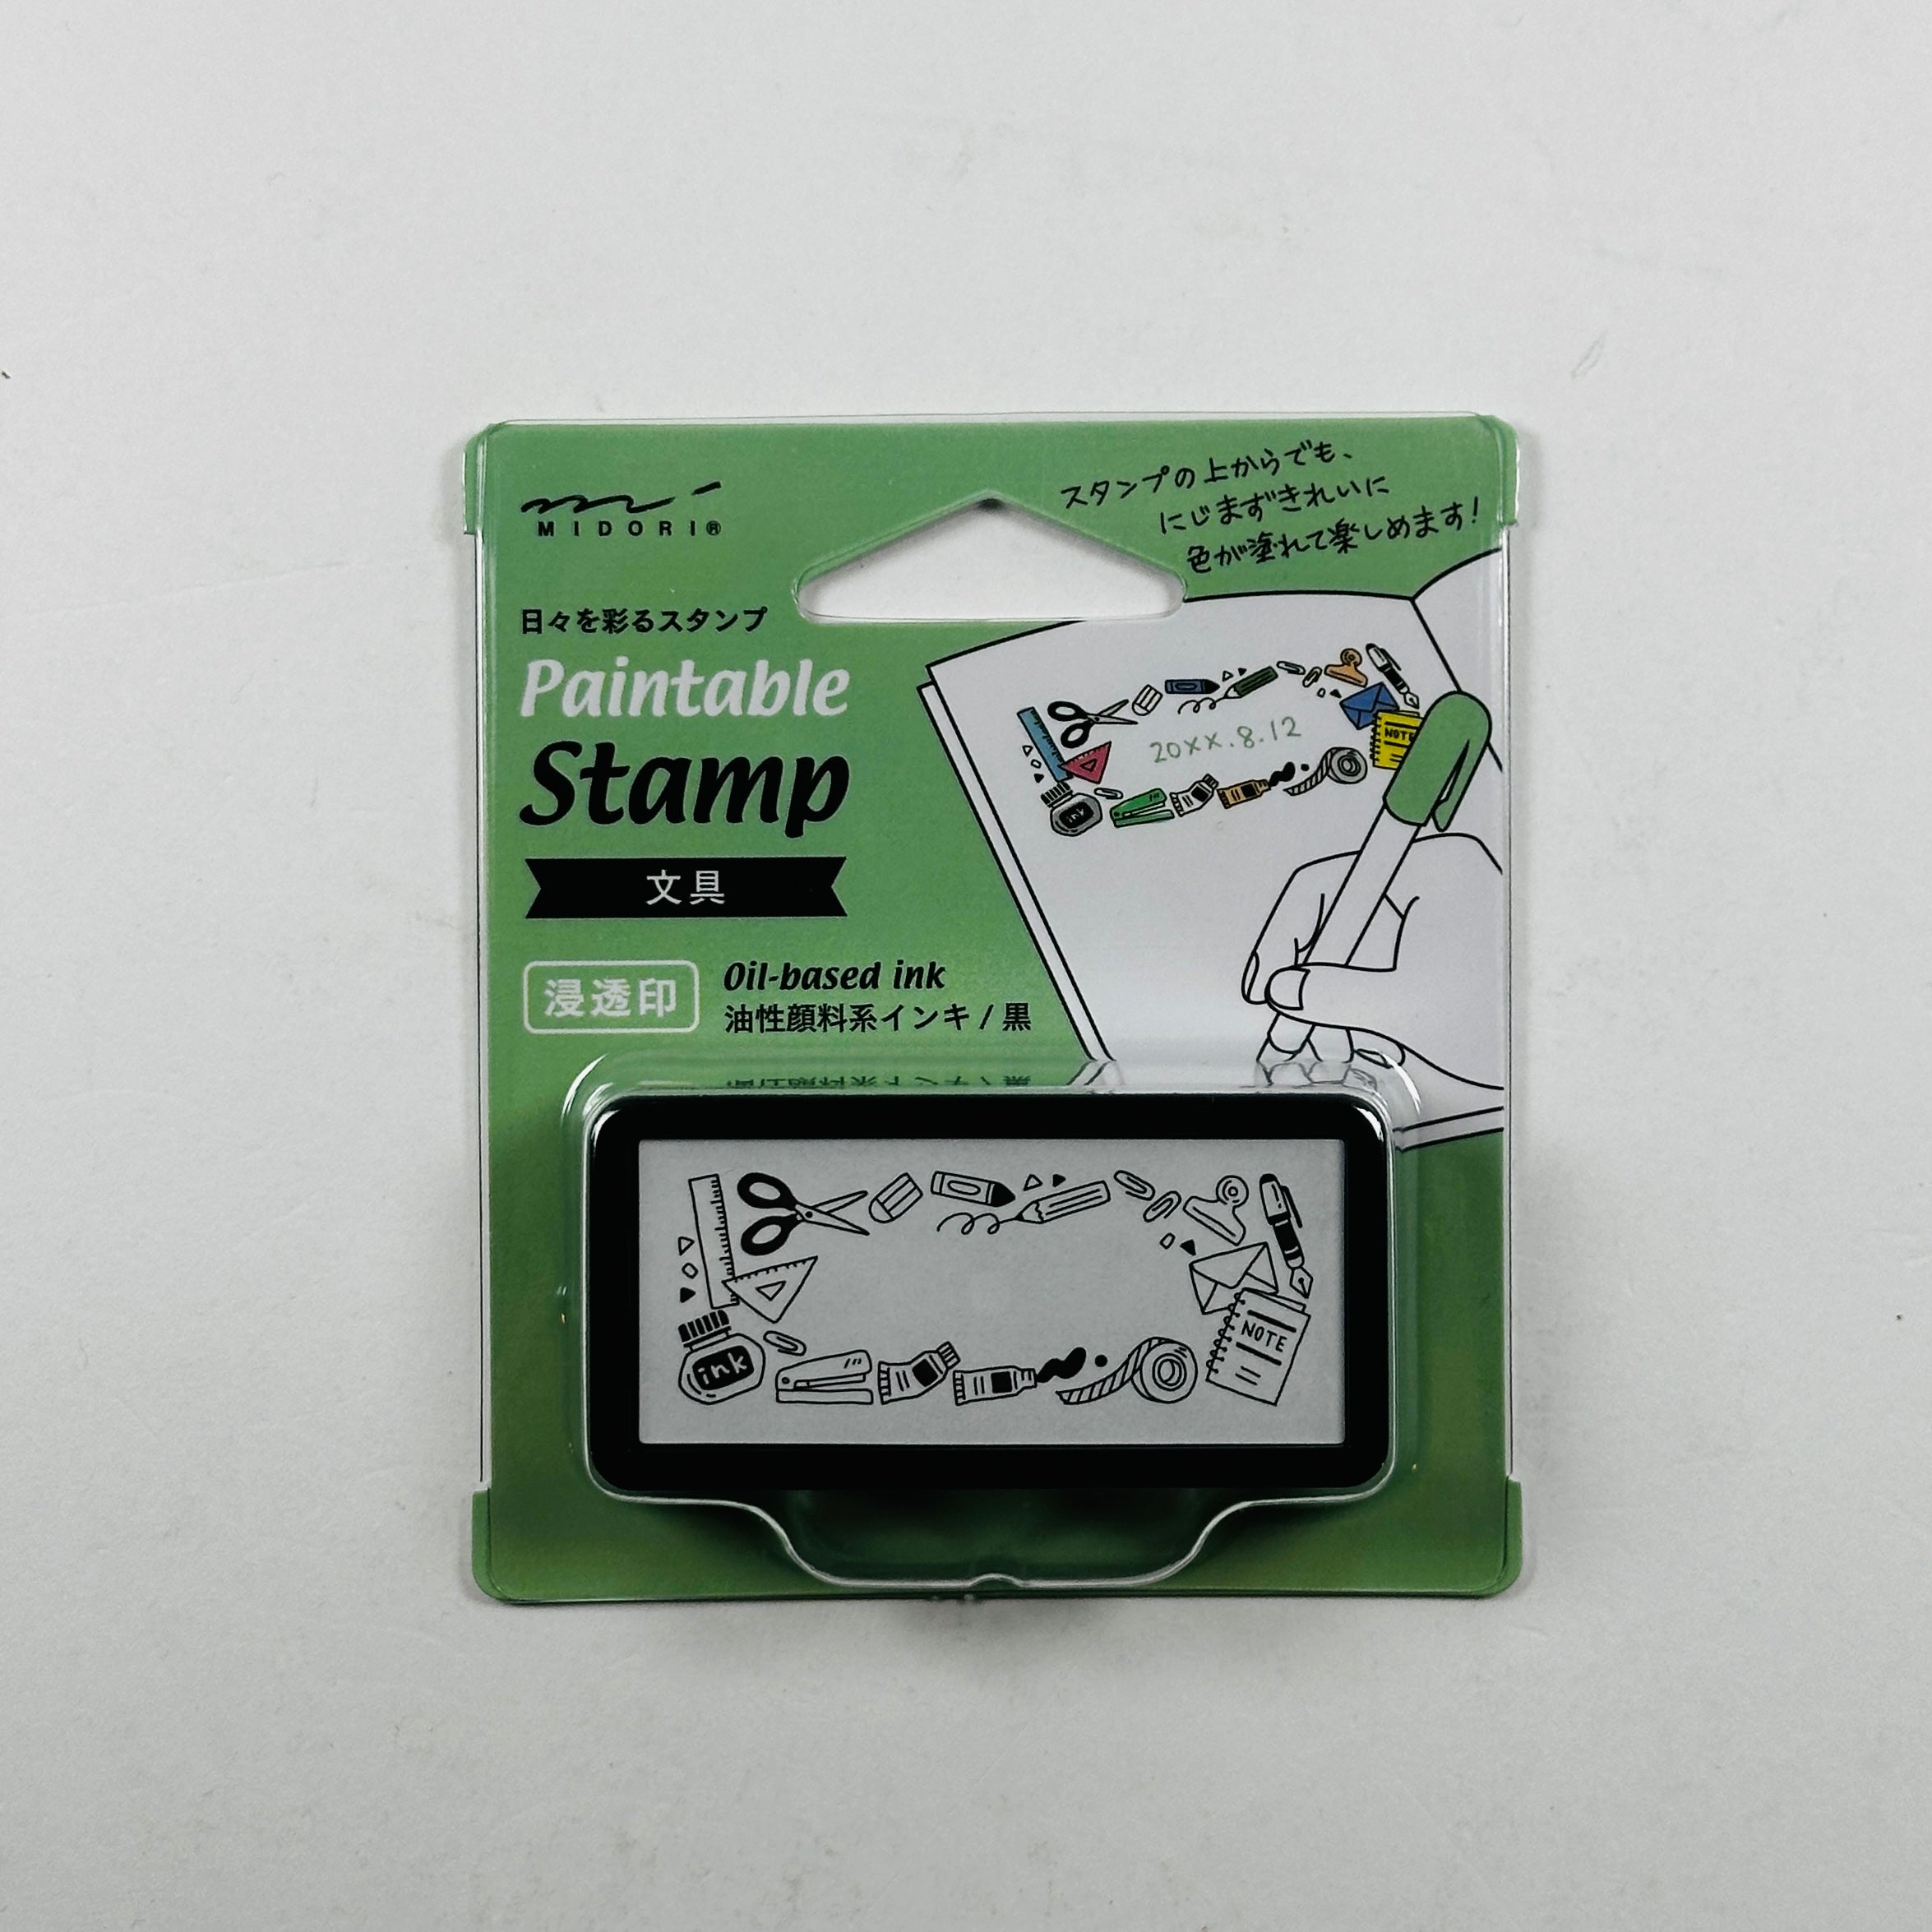 MIDORI®
スタンプの上からでも、
にじまずきれいに
色が塗れて楽しめます!
日々を彩るスタンプ
Paintable
Stamp
文具
浸透印
Oil-based ink
油性顔料系インキ / 黒
20XX.8.12
NOTE
ink
ink
NOTE